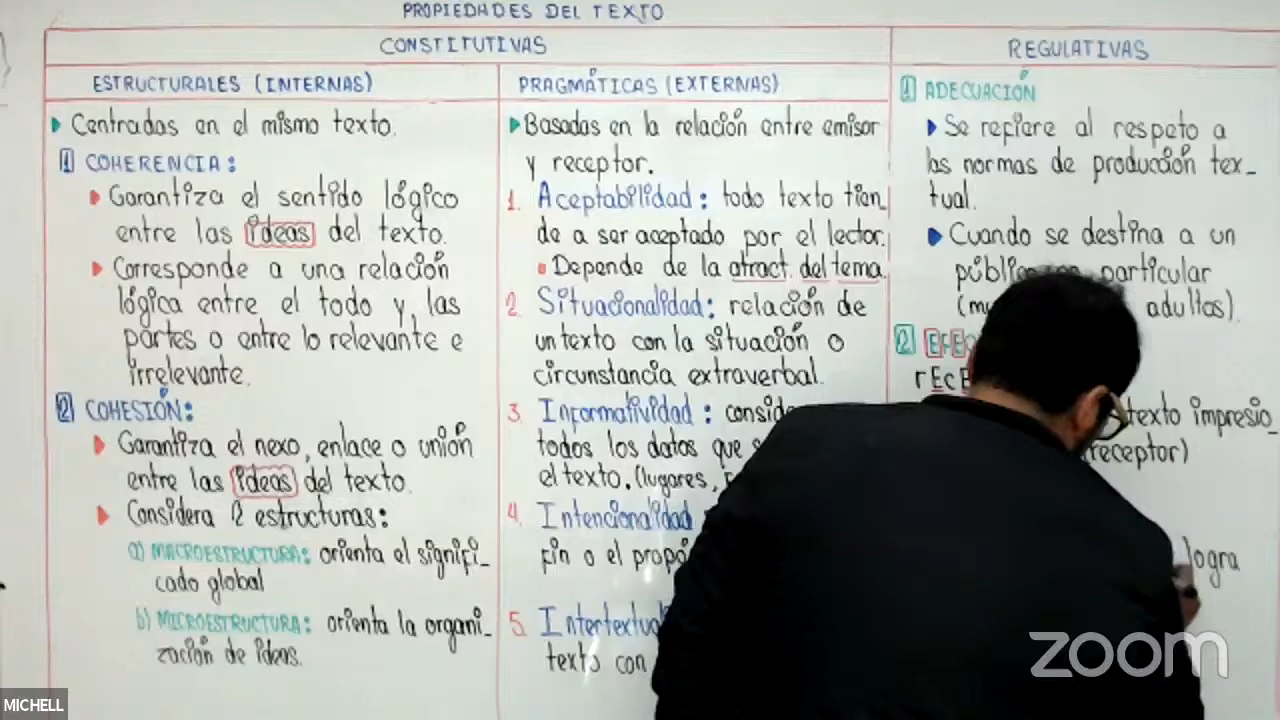 PROPIEDADES DEL TEXTO
CONSTITUTIVAS
ESTRUCTURALES (INTERNAS)
Centradas en el mismo texto.
1 COHERENCIA:
Garantiza el sentido lógico
entre las ideas del texto.
Corresponde a una relación
lógica entre el todo y las
partes o entre lo relevante e
irrelevante.
2 COHESIÓN:
Garantiza el nexo, enlace o unión
entre las ideas del texto.
Considera 2 estructuras:
a) MACROESTRUCTURA: orienta el signifi_
cado global
b) MICROESTRUCTURA: orienta la organi_
zación de ideas.
PRAGMÁTICAS (EXTERNAS)
Basadas en la relación entre emisor
y receptor.
1. Aceptabilidad: todo texto tien_
de a ser aceptado por el lector.
Depende de la atract. del tema.
2. Situacionalidad: relación de
un texto con la situación o
circunstancia extraverbal.
3. Informatividad:
todos los datos que
el texto. (lugares,
4. Intencionalidad
fin o el
5.
texto con
REGULATIVAS
1 ADECUACIÓN
Se refiere al respeto a
las normas de producción tex_
tual.
Cuando se destina a un
particular
adultos).
2
texto impresio_
receptor)
logra
zoom
MICHELL